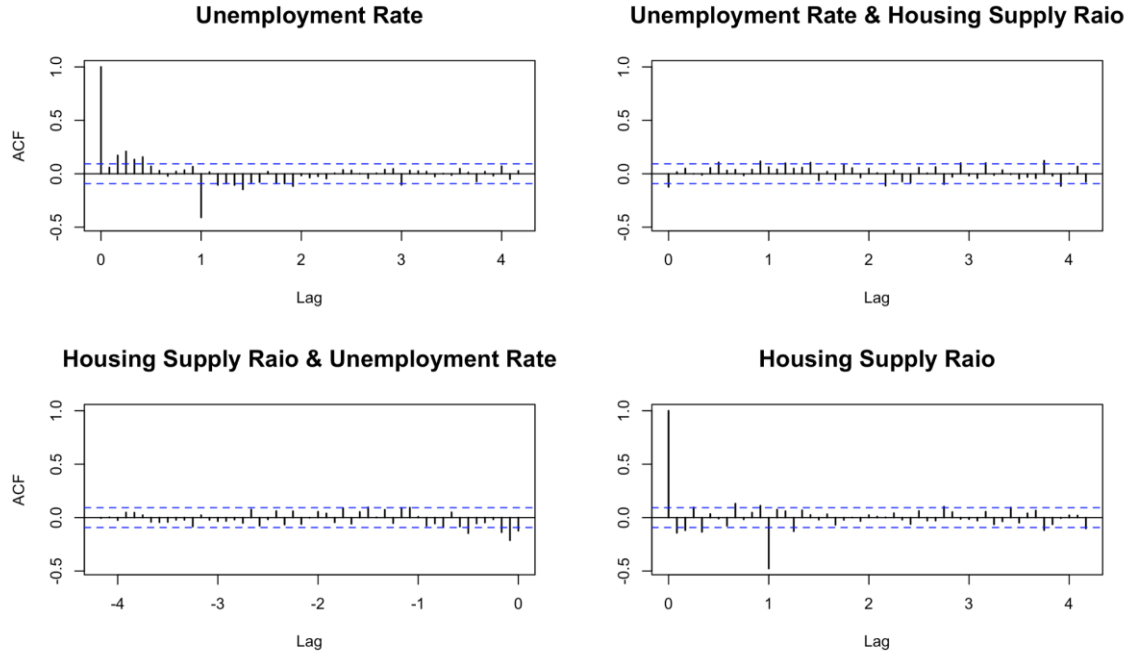 Unemployment Rate
ACF
1.0
0.5
0.0
-0.5
0 1 2 3 4
Lag
Unemployment Rate & Housing Supply Raio
1.0
0.5
0.0
-0.5
0 1 2 3 4
Lag
Housing Supply Raio & Unemployment Rate
ACF
1.0
0.5
0.0
-0.5
-4 -3 -2 -1 0
Lag
Housing Supply Raio
1.0
0.5
0.0
-0.5
0 1 2 3 4
Lag